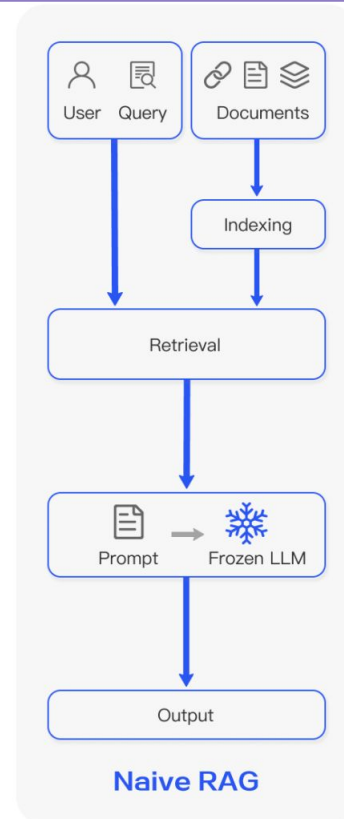 User Query
Documents
Indexing
Retrieval
Prompt Frozen LLM
Output
Naive RAG